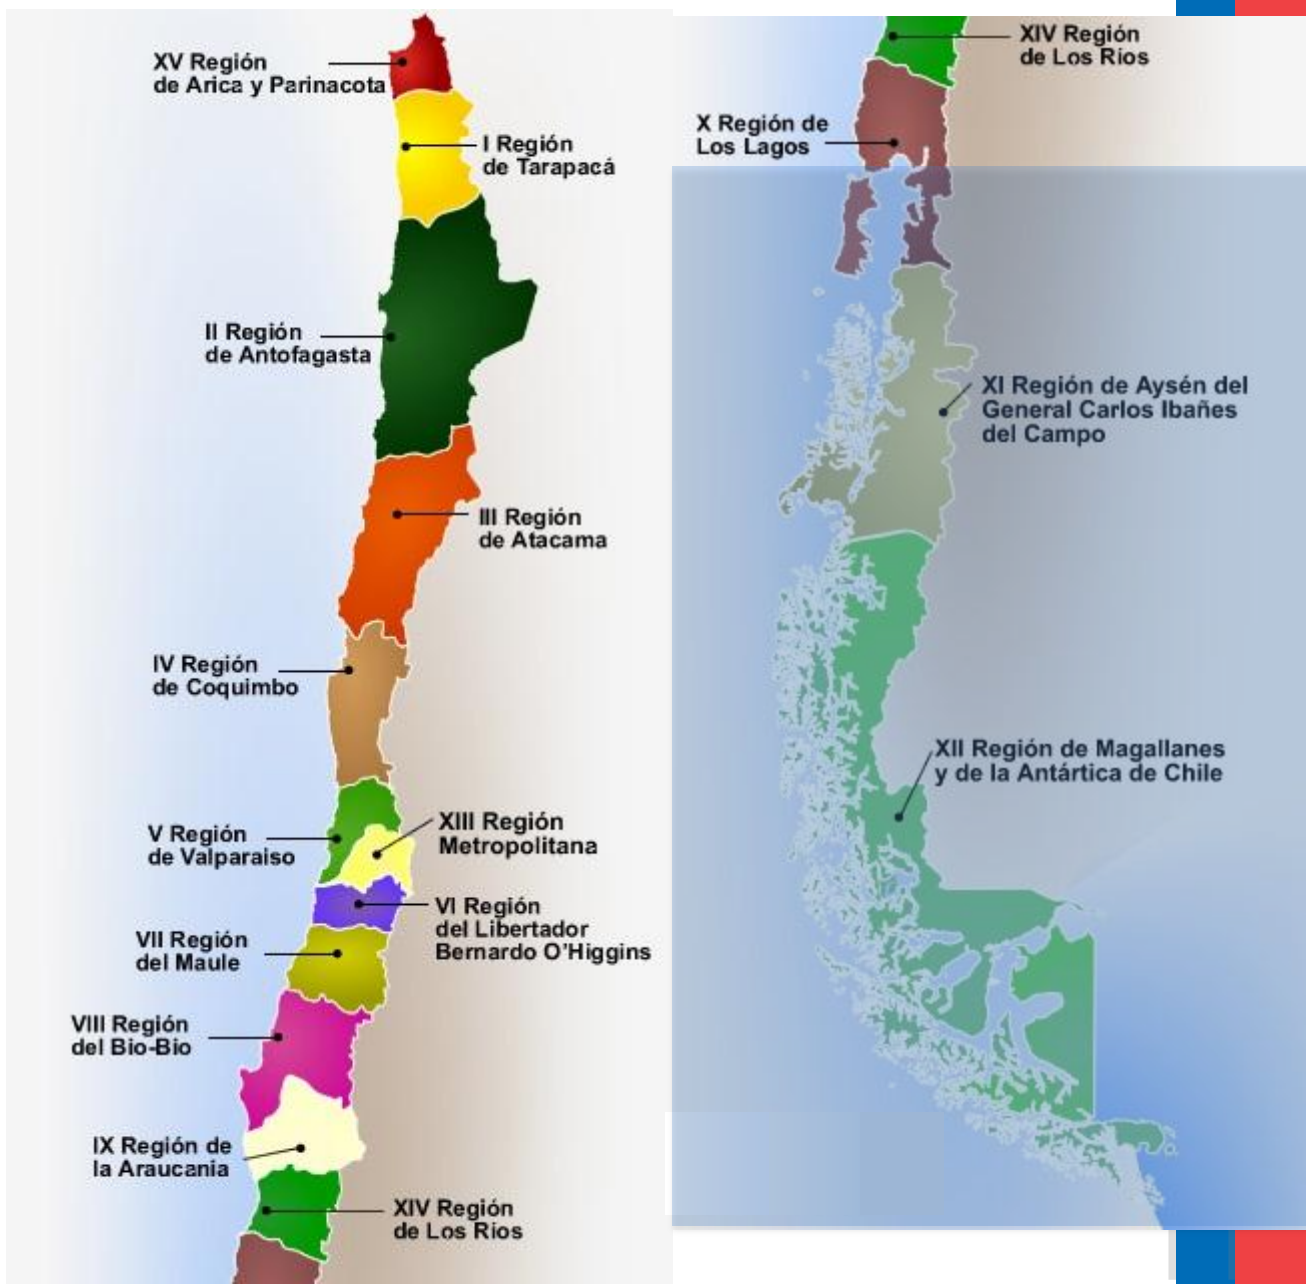 XV Región
de Arica y Parinacota
I Región
de Tarapacá
II Región
de Antofagasta
III Región
de Atacama
IV Región
de Coquimbo
V Región
de Valparaiso
XIII Región
Metropolitana
VI Región
del Libertador
Bernardo O'Higgins
VII Región
del Maule
VIII Región
del Bio-Bio
IX Región de
la Araucania
XIV Región
de Los Rios
XIV Región
de Los Rios
X Región de
Los Lagos
XI Región de Aysén del
General Carlos Ibañes
del Campo
XII Región de Magallanes
y de la Antártica de Chile